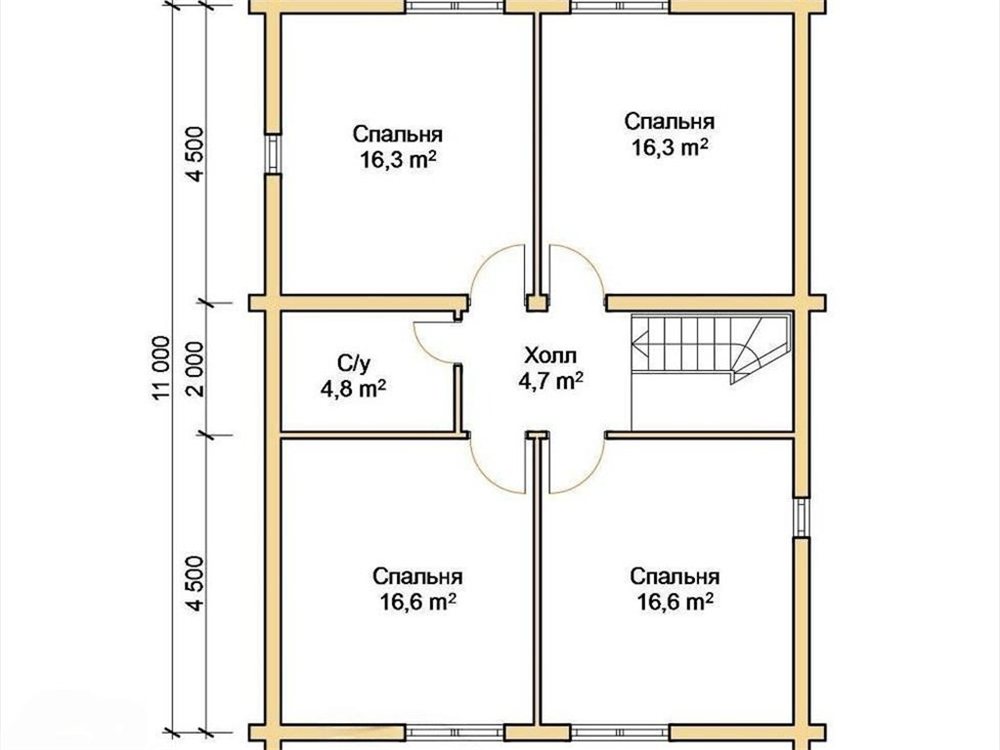 Спальня
16,3 m²
Спальня
16,3 m²
4 500
11 000
2 000
С/у
4,8 m²
Холл
4,7 m²
4 500
Спальня
16,6 m²
Спальня
16,6 m²